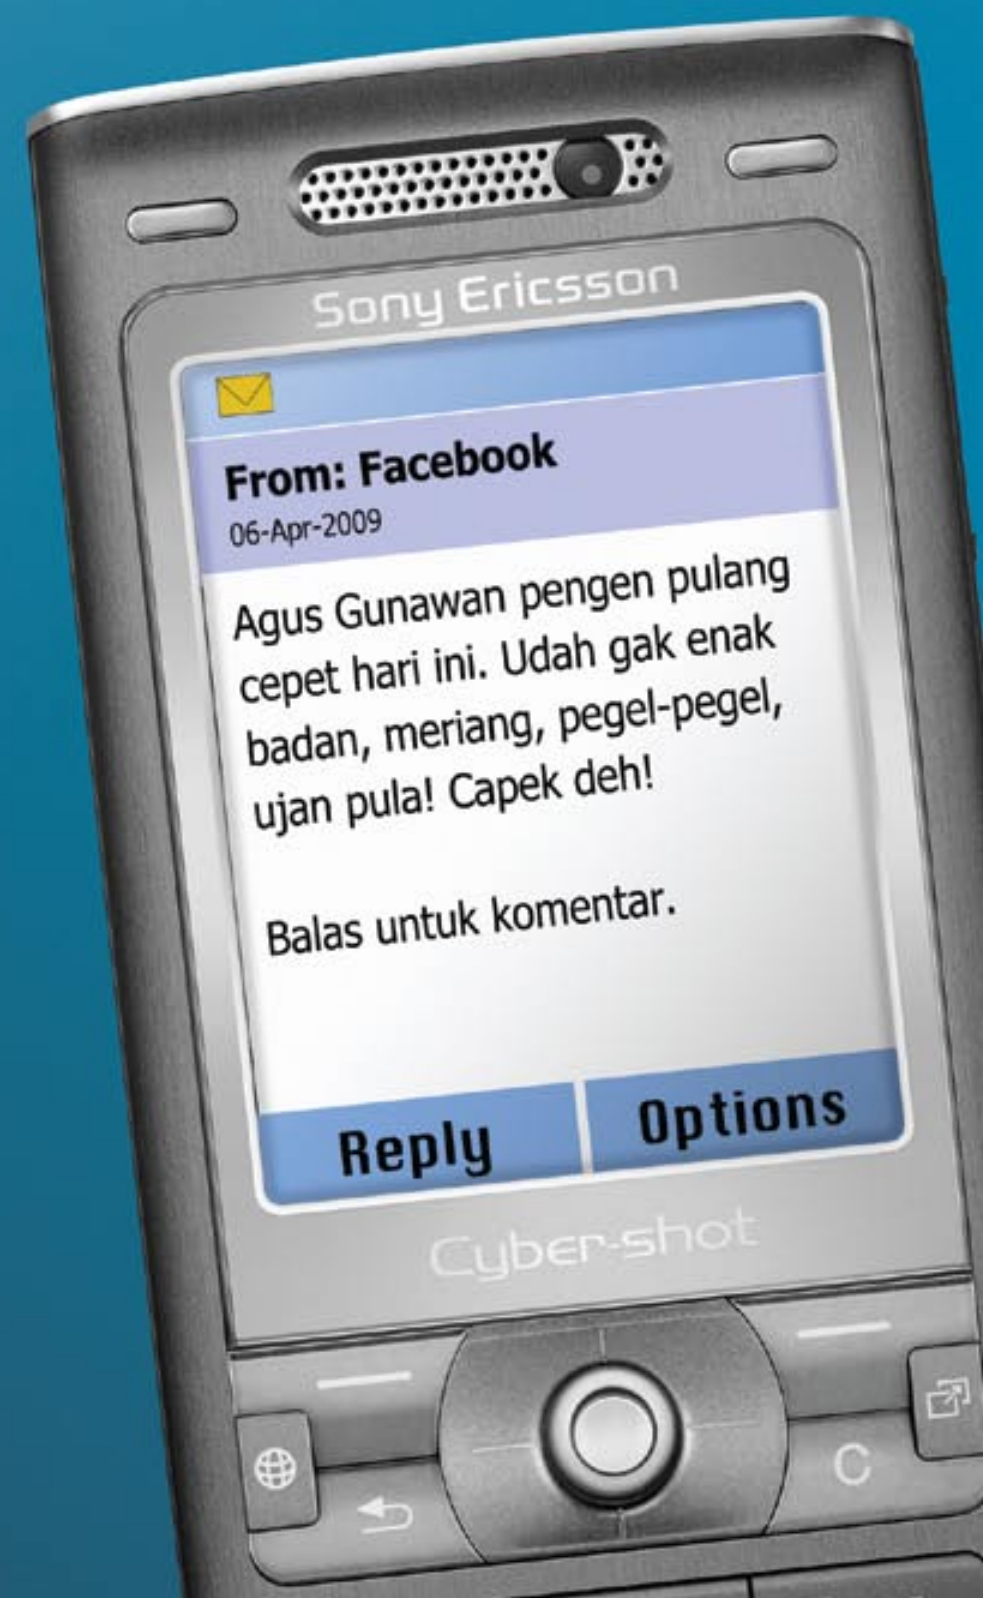 Sony Ericsson
From: Facebook
06-Apr-2009
Agus Gunawan pengen pulang
cepet hari ini. Udah gak enak
badan, meriang, pegel-pegel,
ujan pula! Capek deh!
Balas untuk komentar.
Reply Options
Cyber-shot
C